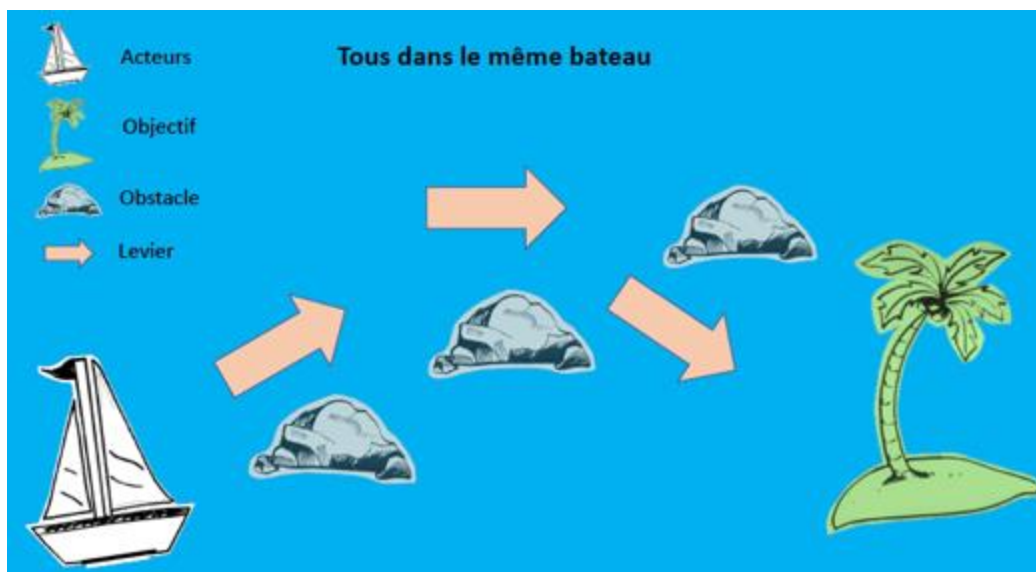 Tous dans le même bateau
Acteurs
Objectif
Obstacle
Levier